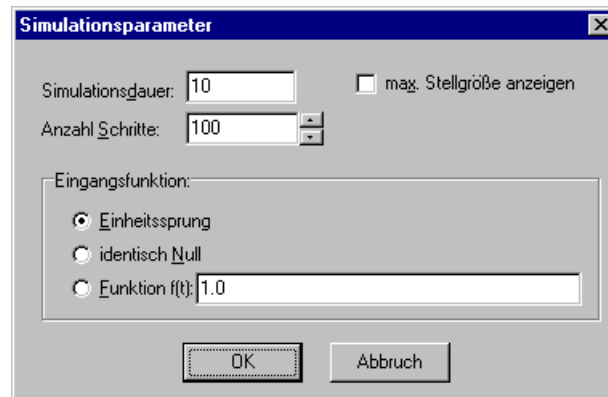 Simulationsparameter
Simulationsdauer: 10
max. Stellgröße anzeigen
Anzahl Schritte: 100
Eingangsfunktion:
Einheitssprung
identisch Null
Funktion f(t): 1.0
OK Abbruch